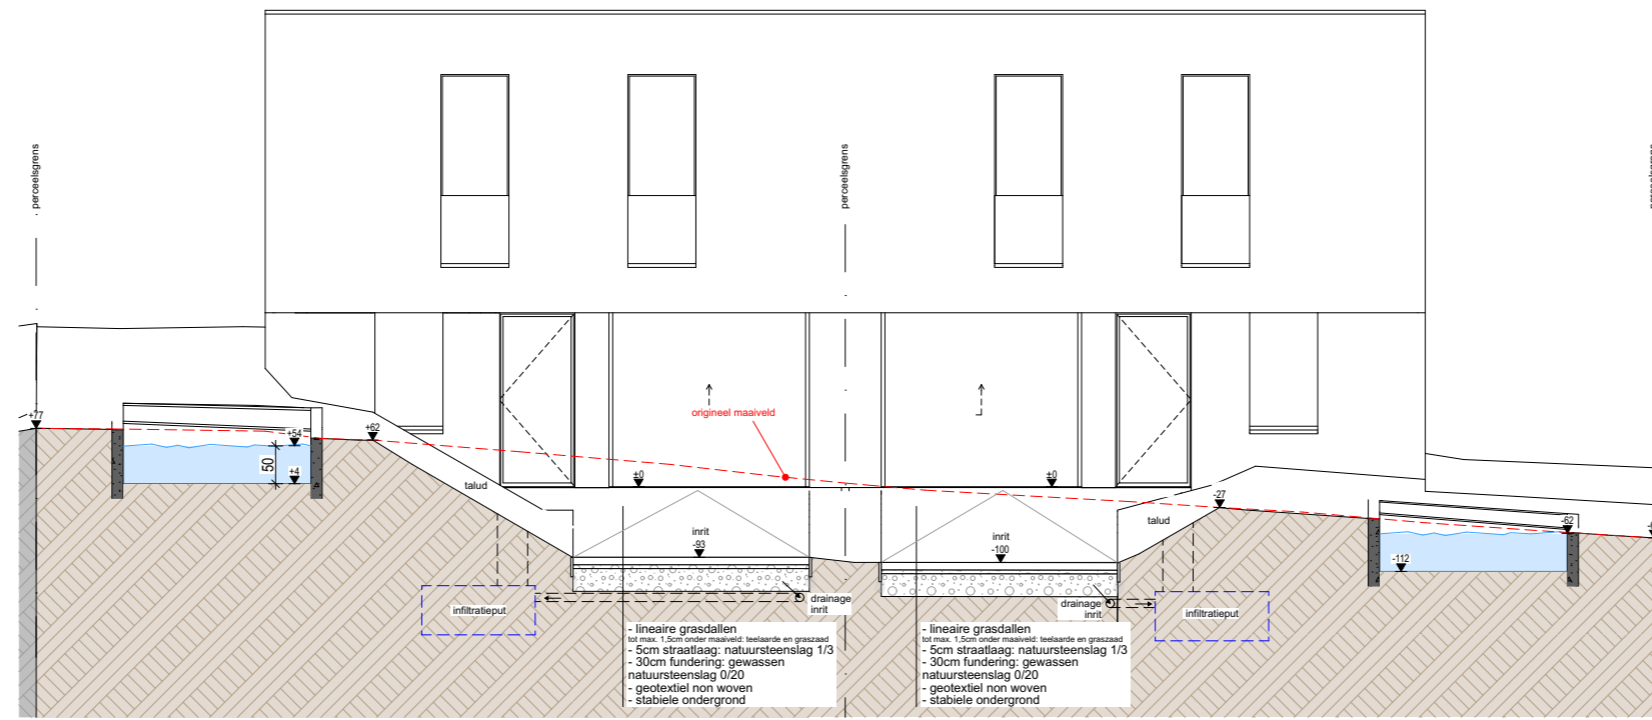 perceelsgrens
perceelsgrens
perceelsgrens
origineel maaiveld
+77
+54
50
+4
+62
talud
±0
±0
-27
talud
-62
-112
inrit
-93
inrit
-100
infiltratieput
drainage
inrit
drainage
inrit
infiltratieput
- lineaire grasdallen
tot max. 1,5cm onder maaiveld: teelaarde en graszaad
- 5cm straatlaag: natuursteenslag 1/3
- 30cm fundering: gewassen
natuursteenslag 0/20
- geotextiel non woven
- stabiele ondergrond
- lineaire grasdallen
tot max. 1,5cm onder maaiveld: teelaarde en graszaad
- 5cm straatlaag: natuursteenslag 1/3
- 30cm fundering: gewassen
natuursteenslag 0/20
- geotextiel non woven
- stabiele ondergrond